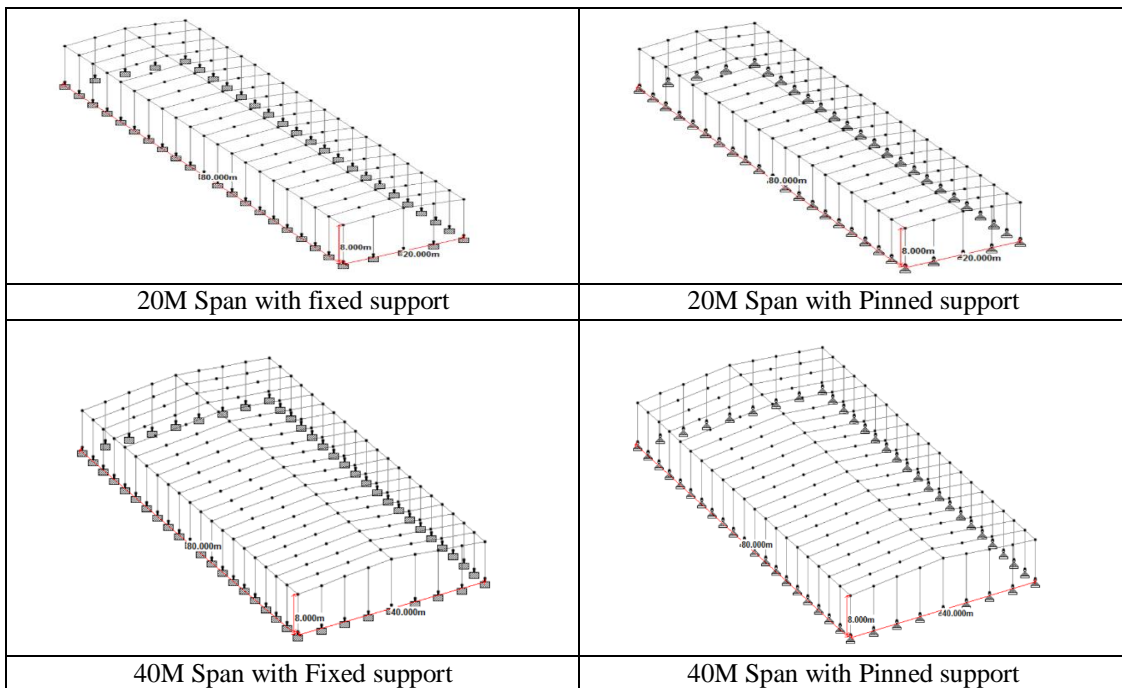 80.000m
8.000m
20.000m
80.000m
8.000m
20.000m
20M Span with fixed support
20M Span with Pinned support
80.000m
8.000m
40.000m
80.000m
8.000m
40.000m
40M Span with Fixed support
40M Span with Pinned support